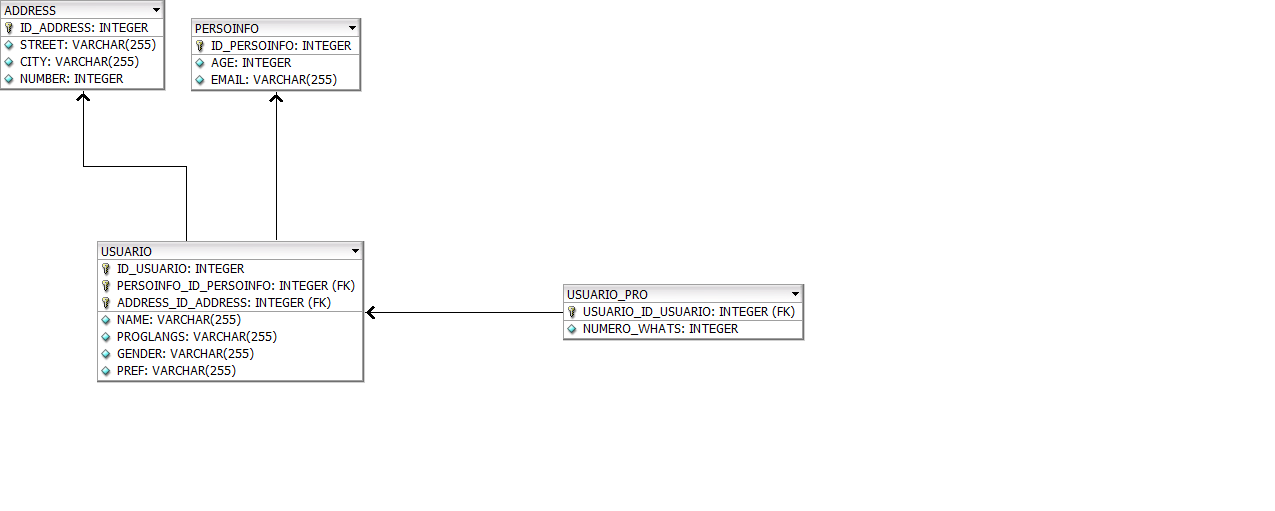 ADDRESS
ID_ADDRESS: INTEGER
STREET: VARCHAR(255)
CITY: VARCHAR(255)
NUMBER: INTEGER
PERSOINFO
ID_PERSOINFO: INTEGER
AGE: INTEGER
EMAIL: VARCHAR(255)
USUARIO
ID_USUARIO: INTEGER
PERSOINFO_ID_PERSOINFO: INTEGER (FK)
ADDRESS_ID_ADDRESS: INTEGER (FK)
NAME: VARCHAR(255)
PROGLANGS: VARCHAR(255)
GENDER: VARCHAR(255)
PREF: VARCHAR(255)
USUARIO_PRO
USUARIO_ID_USUARIO: INTEGER (FK)
NUMERO_WHATS: INTEGER